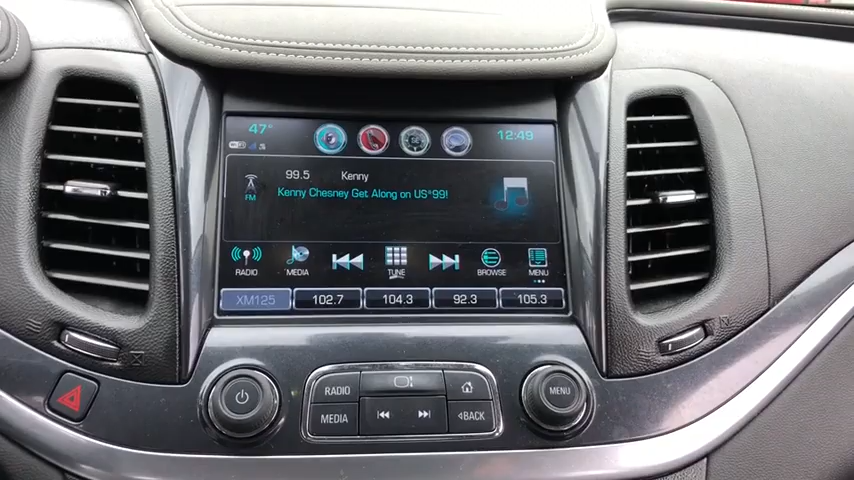 47°
12:49
99.5 Kenny
FM
Kenny Chesney Get Along on US*99!
RADIO MEDIA TUNE BROWSE MENU
XM125 102.7 104.3 92.3 105.3
RADIO
MEDIA
BACK
MENU